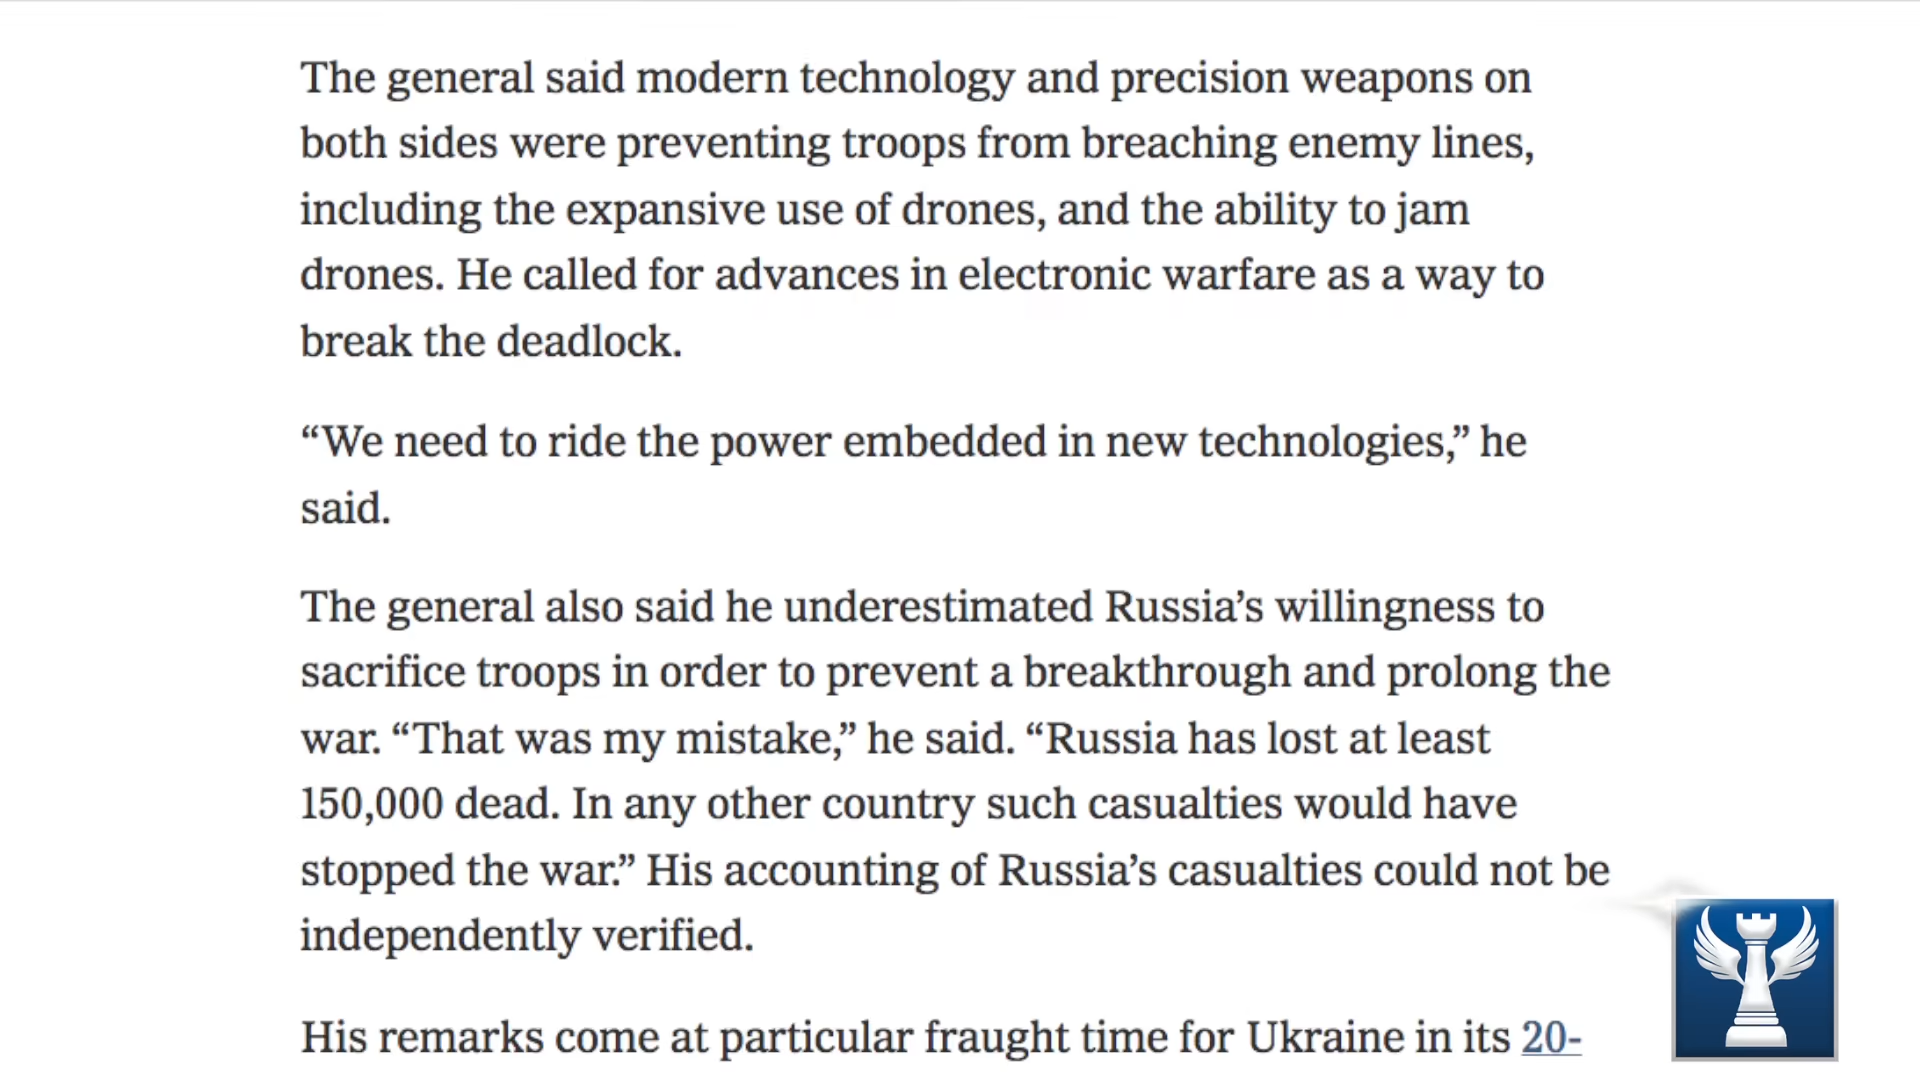 The general said modern technology and precision weapons on
both sides were preventing troops from breaching enemy lines,
including the expansive use of drones, and the ability to jam
drones. He called for advances in electronic warfare as a way to
break the deadlock.
“We need to ride the power embedded in new technologies,” he
said.
The general also said he underestimated Russia’s willingness to
sacrifice troops in order to prevent a breakthrough and prolong the
war. “That was my mistake,” he said. “Russia has lost at least
150,000 dead. In any other country such casualties would have
stopped the war.” His accounting of Russia’s casualties could not be
independently verified.
His remarks come at particular fraught time for Ukraine in its 20-